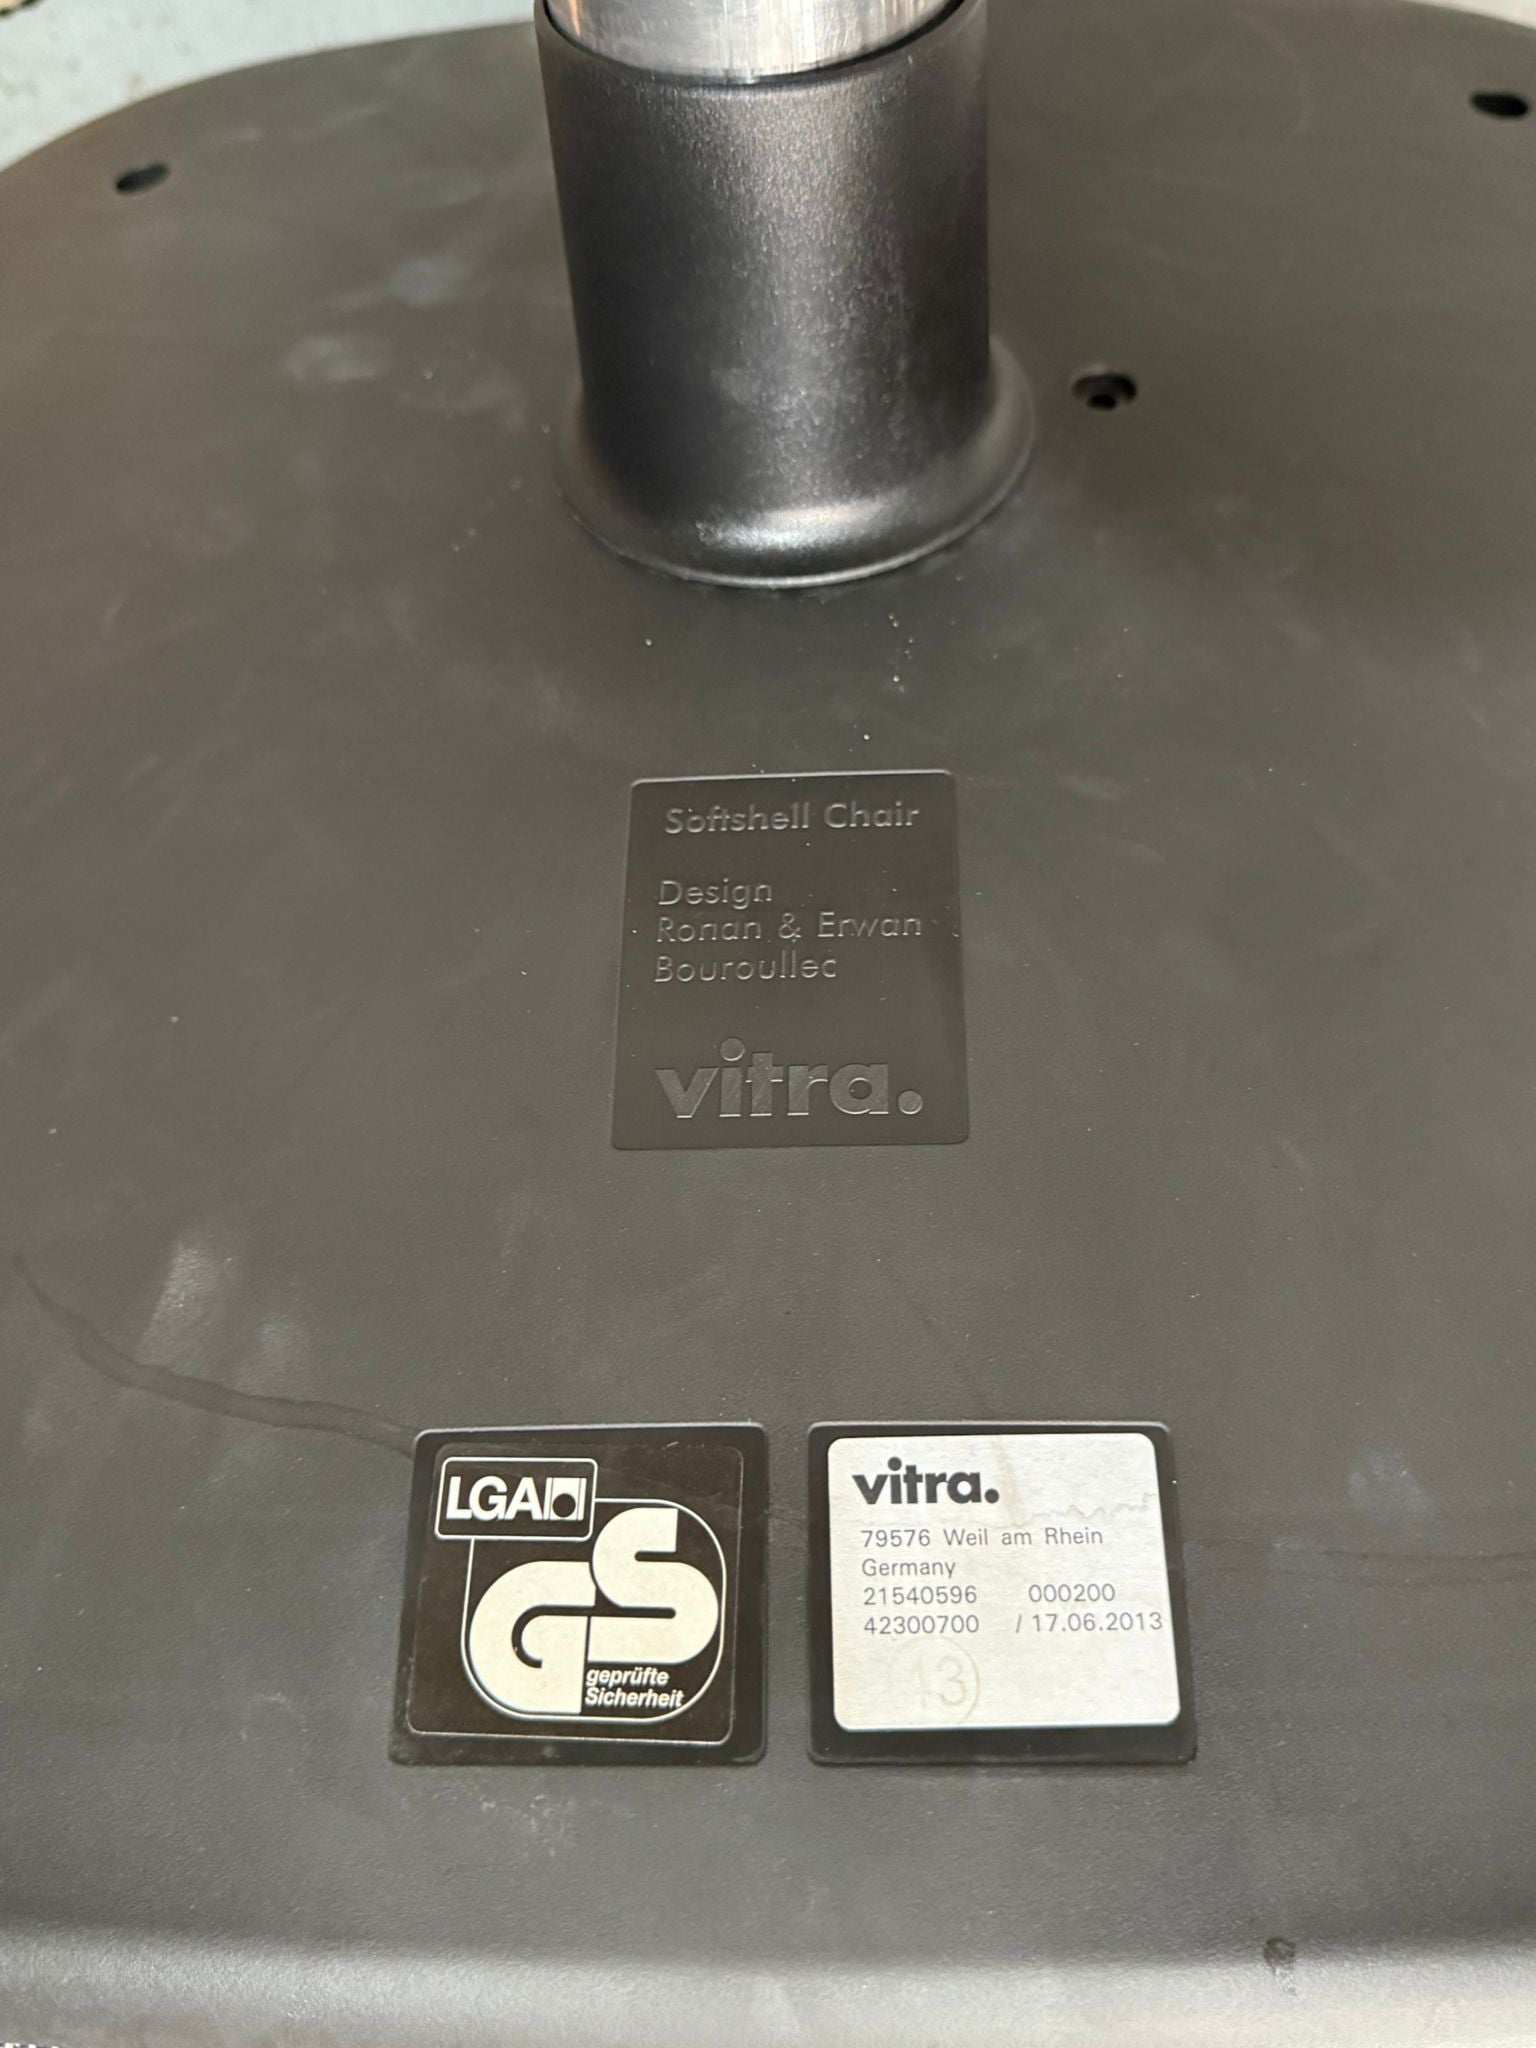 Softshell Chair
Design
Ronan & Erwan
Bouroullec
vitra.
LGA
GS
geprüfte
Sicherheit
vitra.
79576 Weil am Rhein
Germany
21540596 000200
42300700 / 17.06.2013
13